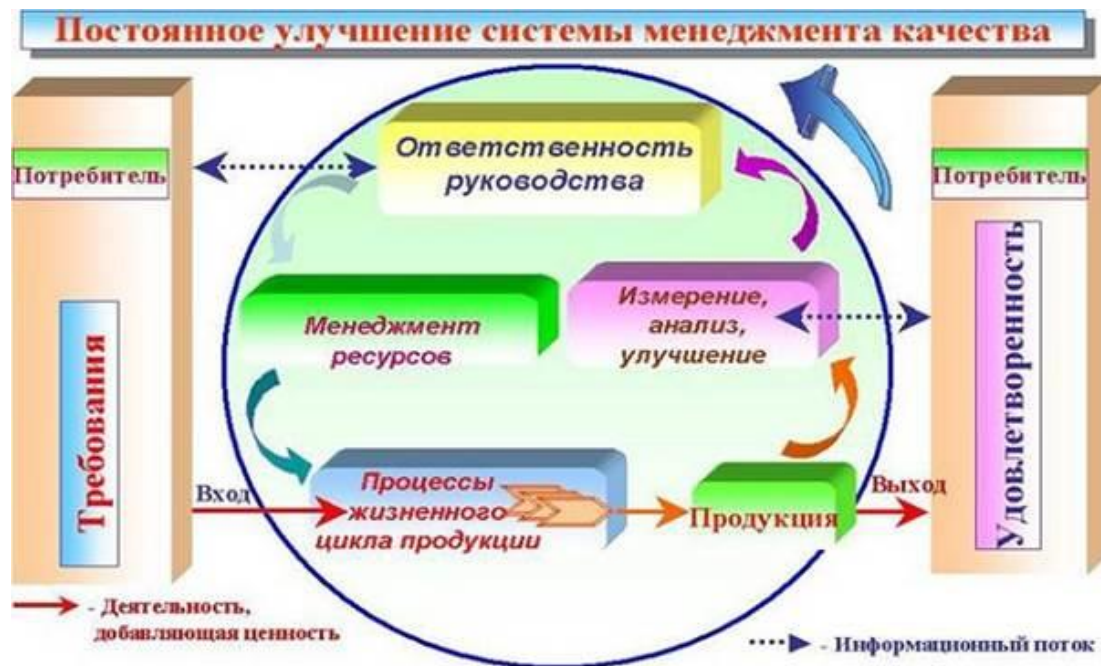 Постоянное улучшение системы менеджмента качества
Потребитель
Ответственность
руководства
Потребитель
Менеджмент
ресурсов
Измерение,
анализ,
улучшение
Требования
Удовлетворенность
Вход
Процессы
жизненного
цикла продукции
Продукция
Выход
- Деятельность,
добавляющая ценность
- Информационный поток